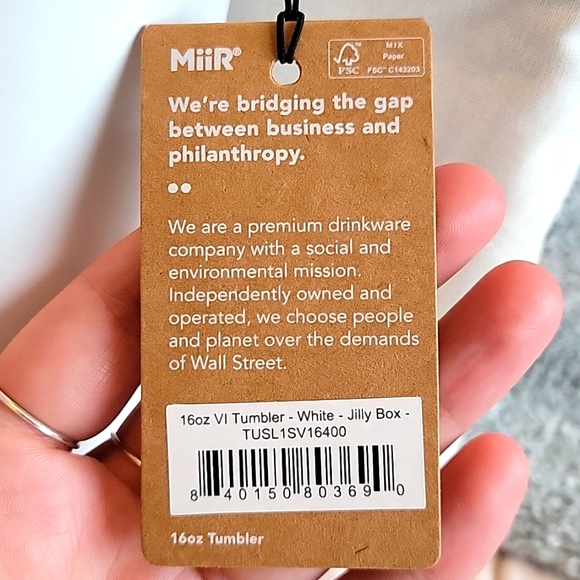 MiiR®
FSC™
MIX
Paper
FSC™ C143203
We're bridging the gap
between business and
philanthropy.
We are a premium drinkware
company with a social and
environmental mission.
Independently owned and
operated, we choose people
and planet over the demands
of Wall Street.
16oz VI Tumbler - White - Jilly Box -
TUSL1SV16400
8 40150 80369 0
16oz Tumbler